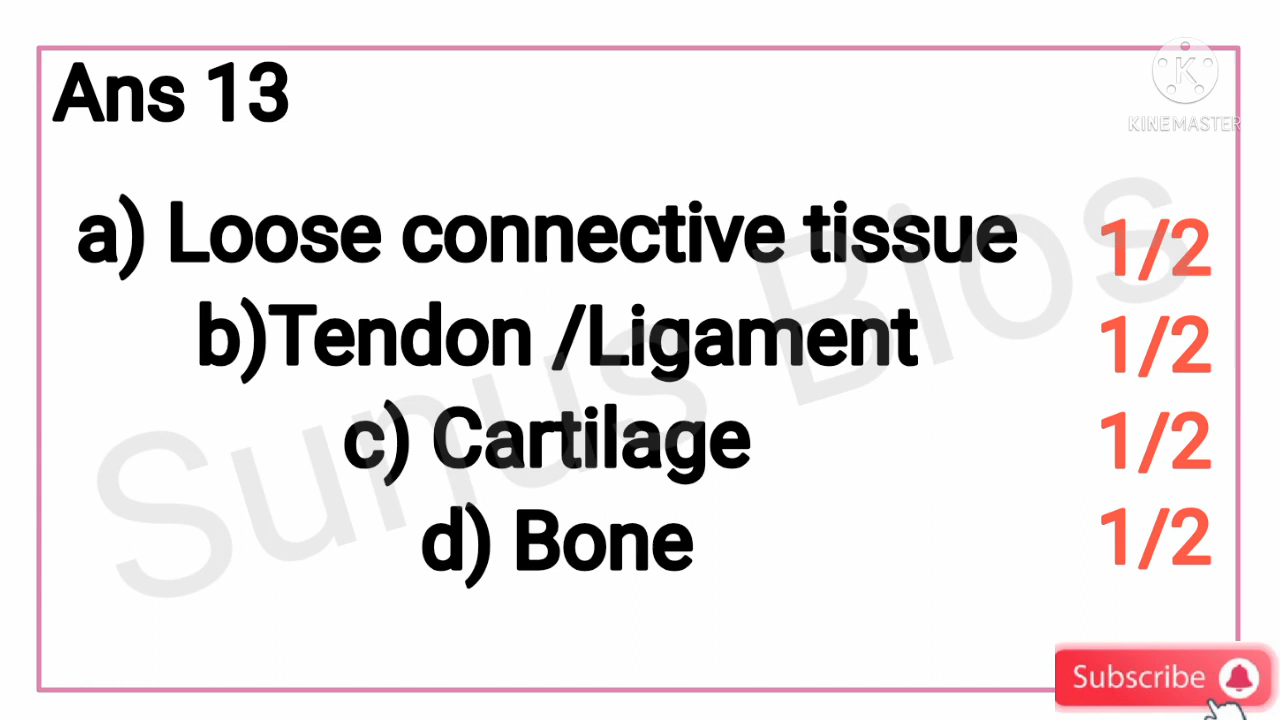 Ans 13
KINEMASTER
a) Loose connective tissue 1/2
b)Tendon /Ligament 1/2
c) Cartilage 1/2
d) Bone 1/2
Sunus Bios
Subscribe